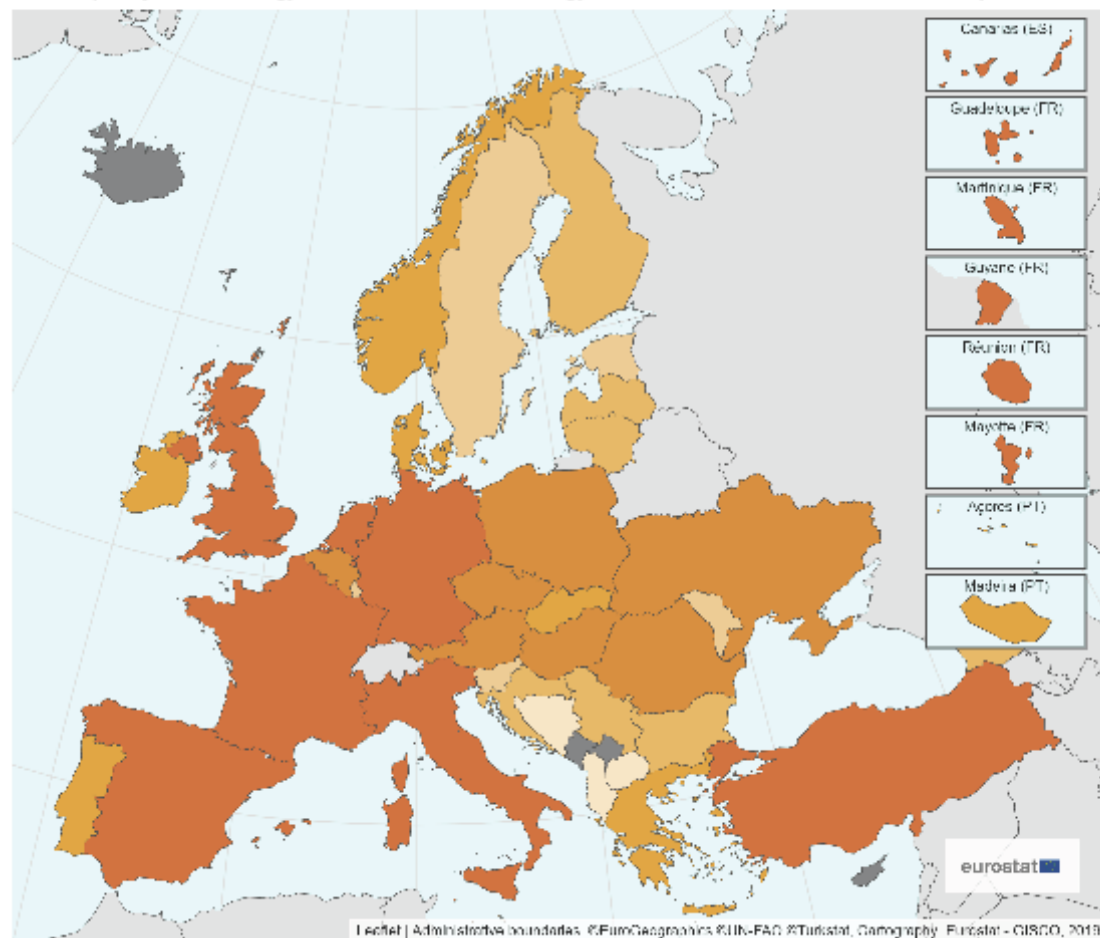 Canarias (ES)
Guadeloupe (FR)
Martinique (FR)
Guyane (FR)
Réunion (FR)
Mayotte (FR)
Açores (PT)
Madeira (PT)
eurostat
Leaflet | Administrative boundaries: ©EuroGeographics ©UN-FAO ©Turkstat, Cartography: Eurostat - GISCO, 2019